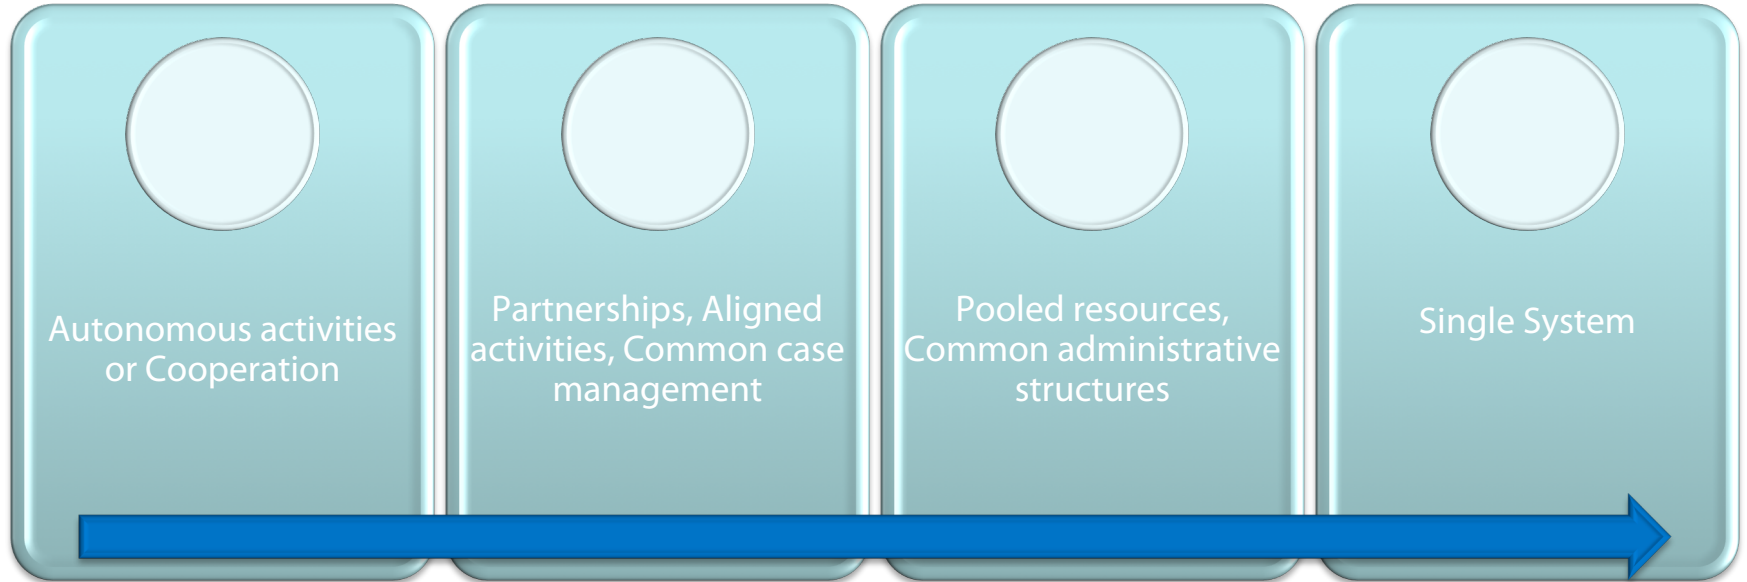 Autonomous activities
or Cooperation
Partnerships, Aligned
activities, Common case
management
Pooled resources,
Common administrative
structures
Single System